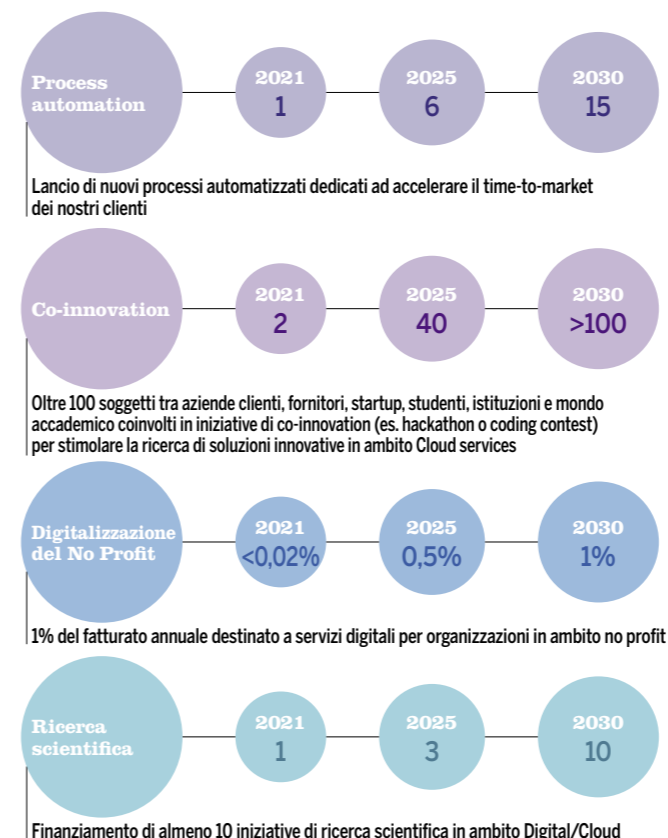 Process
automation
2021
1
2025
6
2030
15
Lancio di nuovi processi automatizzati dedicati ad accelerare il time-to-market
dei nostri clienti
Co-innovation
2021
2
2025
40
2030
>100
Oltre 100 soggetti tra aziende clienti, fornitori, startup, studenti, istituzioni e mondo
accademico coinvolti in iniziative di co-innovation (es. hackathon o coding contest)
per stimolare la ricerca di soluzioni innovative in ambito Cloud services
Digitalizzazione
del No Profit
2021
<0,02%
2025
0,5%
2030
1%
1% del fatturato annuale destinato a servizi digitali per organizzazioni in ambito no profit
Ricerca
scientifica
2021
1
2025
3
2030
10
Finanziamento di almeno 10 iniziative di ricerca scientifica in ambito Digital/Cloud